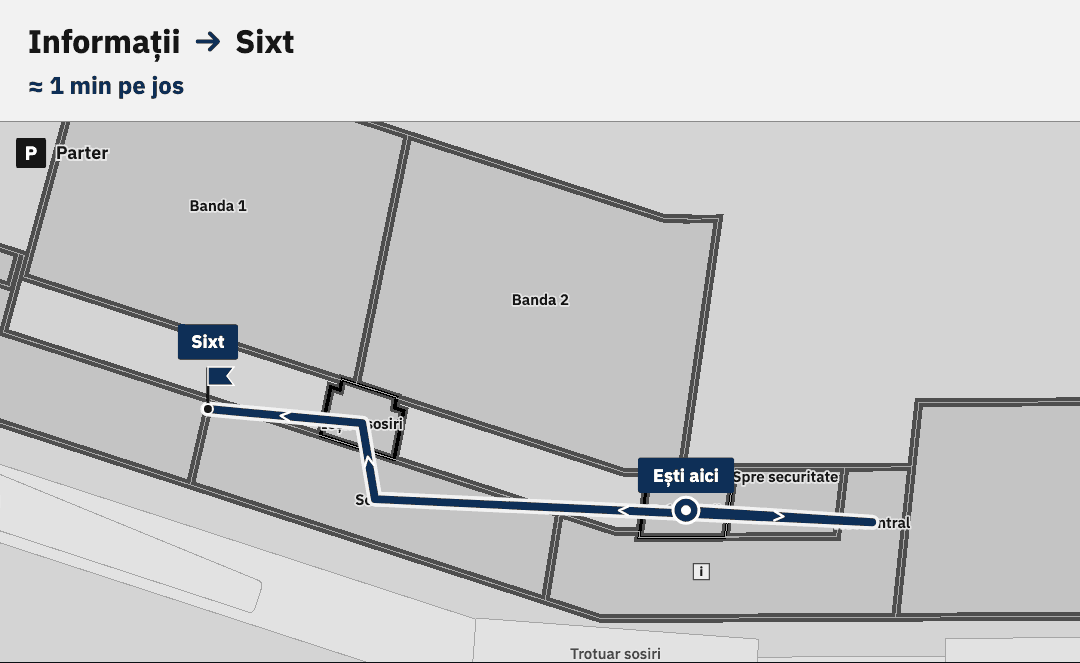 Informații → Sixt
≈ 1 min pe jos
P Parter
Banda 1
Banda 2
Sixt
sosiri
Ești aici
Spre securitate
i
Trotuar sosiri